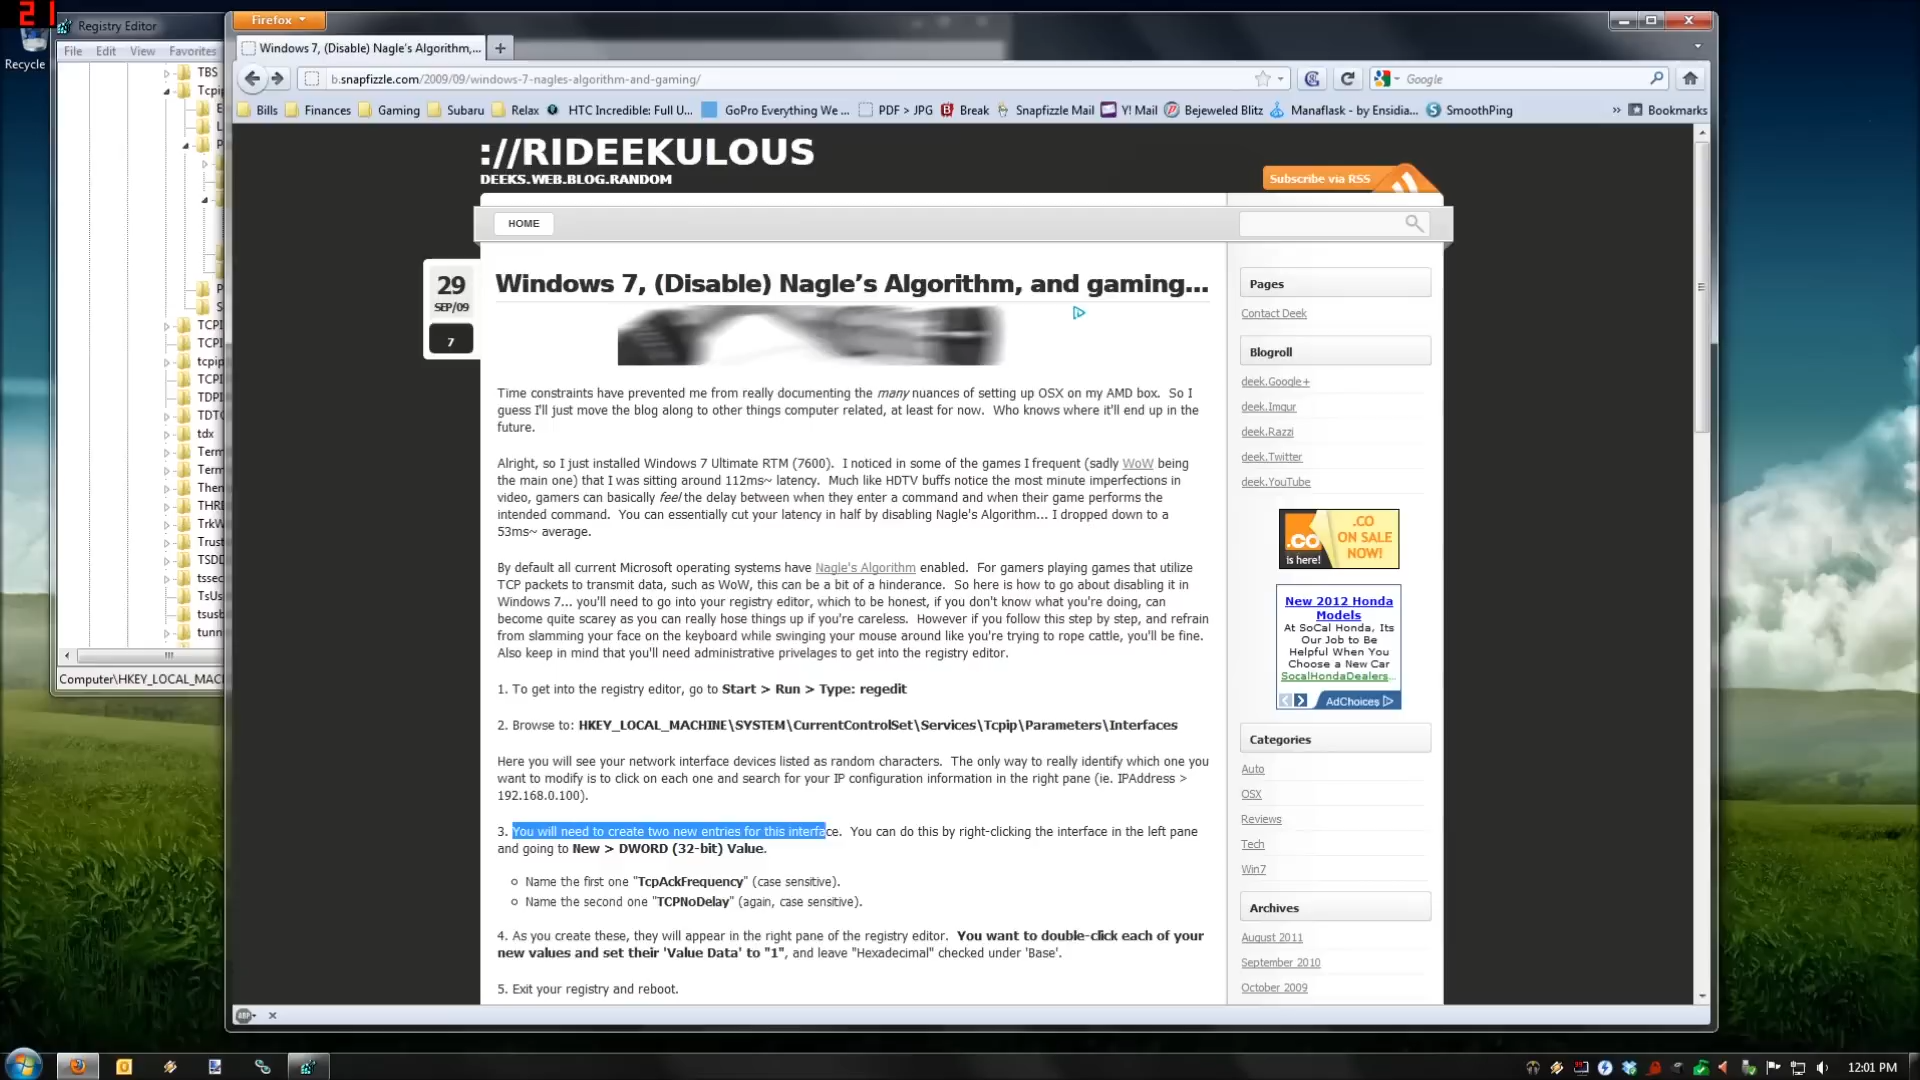 21
Recycle
Registry Editor
File Edit View Favorites
TBS
Tcpip
TCPI
TCPI
tcpip
TCPI
TDPI
TDTC
tdx
Term
Term
Then
THRE
TrkW
Trust
TSDD
tssec
TsUs
tsusb
tunn
Computer\HKEY_LOCAL_MAC
Firefox
Windows 7, (Disable) Nagle's Algorithm,...
b.snapfizzle.com/2009/09/windows-7-nagles-algorithm-and-gaming/
Google
Bills Finances Gaming Subaru Relax HTC Incredible: Full U... GoPro Everything We ... PDF > JPG Break Snapfizzle Mail Y! Mail Bejeweled Blitz Manaflask - by Ensidia... SmoothPing » Bookmarks
://RIDEEKULOUS
DEEKS.WEB.BLOG.RANDOM
Subscribe via RSS
HOME
29
SEP/09
7
Windows 7, (Disable) Nagle's Algorithm, and gaming...
Time constraints have prevented me from really documenting the many nuances of setting up OSX on my AMD box. So I
guess I'll just move the blog along to other things computer related, at least for now. Who knows where it'll end up in the
future.
Alright, so I just installed Windows 7 Ultimate RTM (7600). I noticed in some of the games I frequent (sadly WoW being
the main one) that I was sitting around 112ms~ latency. Much like HDTV buffs notice the most minute imperfections in
video, gamers can basically feel the delay between when they enter a command and when their game performs the
intended command. You can essentially cut your latency in half by disabling Nagle's Algorithm... I dropped down to a
53ms~ average.
By default all current Microsoft operating systems have Nagle's Algorithm enabled. For gamers playing games that utilize
TCP packets to transmit data, such as WoW, this can be a bit of a hinderance. So here is how to go about disabling it in
Windows 7... you'll need to go into your registry editor, which to be honest, if you don't know what you're doing, can
become quite scarey as you can really hose things up if you're careless. However if you follow this step by step, and refrain
from slamming your face on the keyboard while swinging your mouse around like you're trying to rope cattle, you'll be fine.
Also keep in mind that you'll need administrative privelages to get into the registry editor.
1. To get into the registry editor, go to Start > Run > Type: regedit
2. Browse to: HKEY_LOCAL_MACHINE\SYSTEM\CurrentControlSet\Services\Tcpip\Parameters\Interfaces
Here you will see your network interface devices listed as random characters. The only way to really identify which one you
want to modify is to click on each one and search for your IP configuration information in the right pane (ie. IPAddress >
192.168.0.100).
3. You will need to create two new entries for this interface. You can do this by right-clicking the interface in the left pane
and going to New > DWORD (32-bit) Value.
Name the first one "TcpAckFrequency" (case sensitive).
Name the second one "TCPNoDelay" (again, case sensitive).
4. As you create these, they will appear in the right pane of the registry editor. You want to double-click each of your
new values and set their 'Value Data' to "1", and leave "Hexadecimal" checked under 'Base'.
5. Exit your registry and reboot.
Pages
Contact Deek
Blogroll
deek.Google+
deek.Imgur
deek.Razzi
deek.Twitter
deek.YouTube
.co
is here!
.CO
ON SALE
NOW!
New 2012 Honda
Models
At SoCal Honda, Its
Our Job to Be
Helpful When You
Choose a New Car
SocalHondaDealers...
AdChoices
Categories
Auto
OSX
Reviews
Tech
Win7
Archives
August 2011
September 2010
October 2009
ABP
12:01 PM